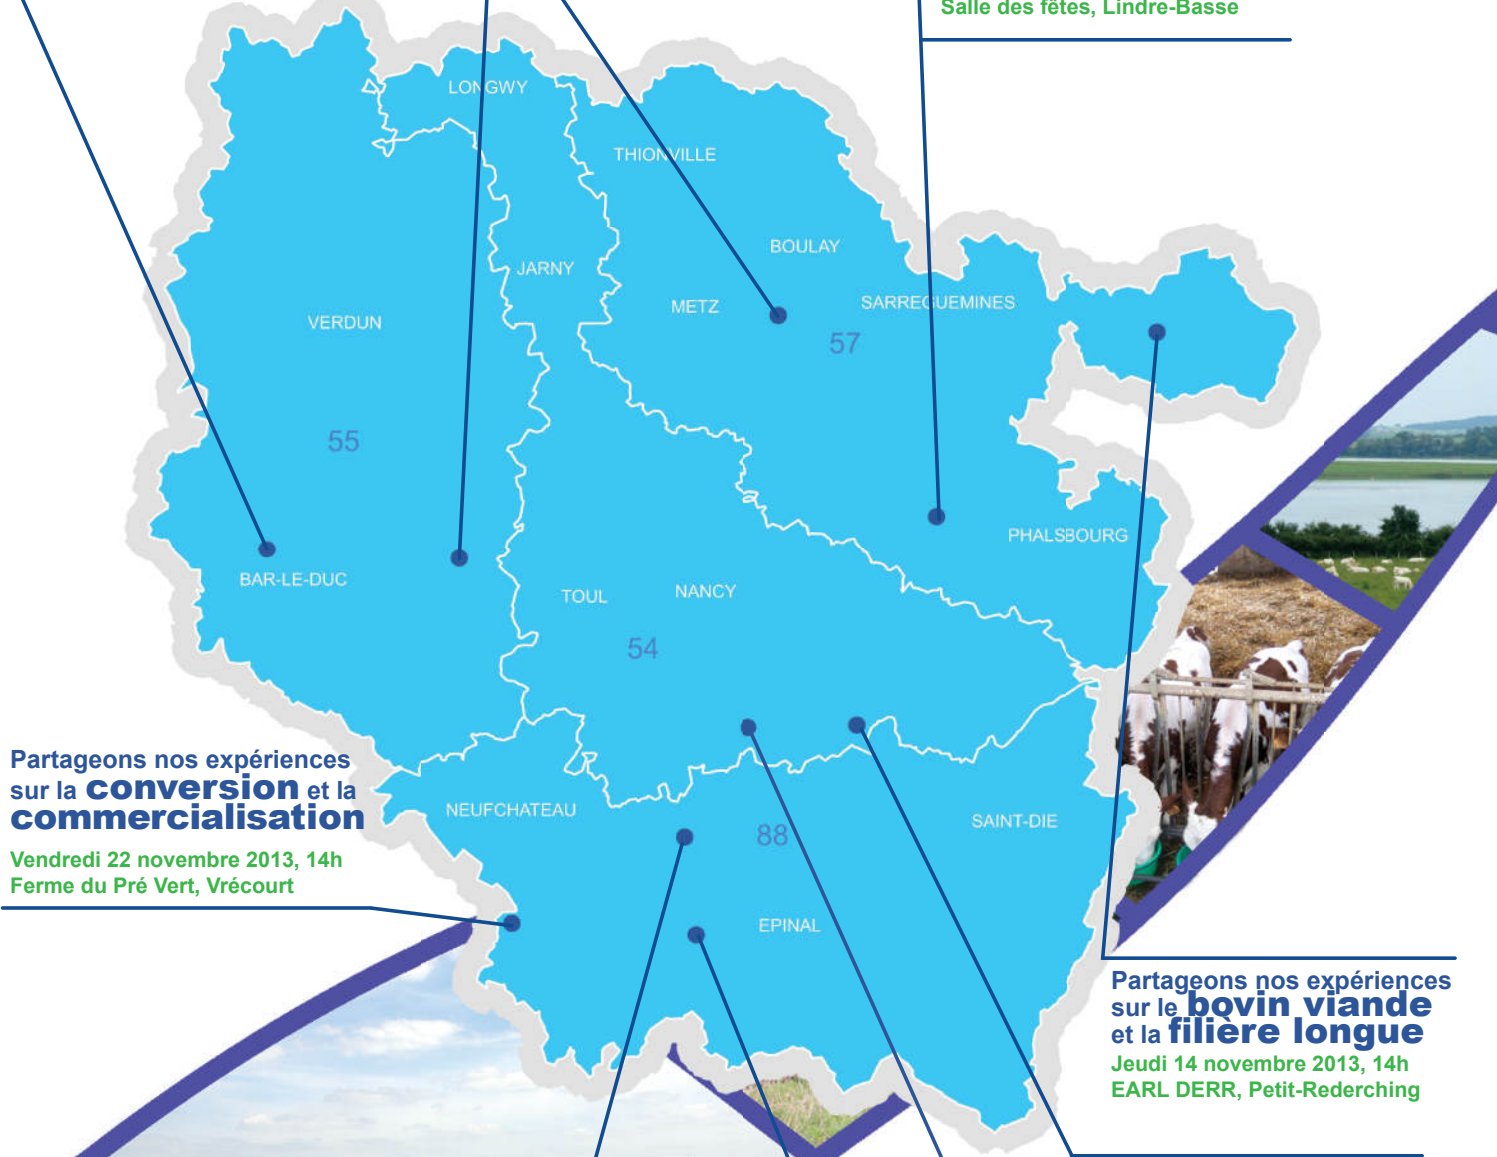 Salle des fêtes, Lindre-Basse
LONGWY
THIONVILLE
BOULAY
JARNY
METZ
SARREGUEMINES
VERDUN
57
55
PHALSBOURG
BAR-LE-DUC
TOUL
NANCY
54
Partageons nos expériences
sur la conversion et la
commercialisation
Vendredi 22 novembre 2013, 14h
Ferme du Pré Vert, Vrécourt
NEUFCHATEAU
88
SAINT-DIE
EPINAL
Partageons nos expériences
sur le bovin viande
et la filière longue
Jeudi 14 novembre 2013, 14h
EARL DERR, Petit-Rederching